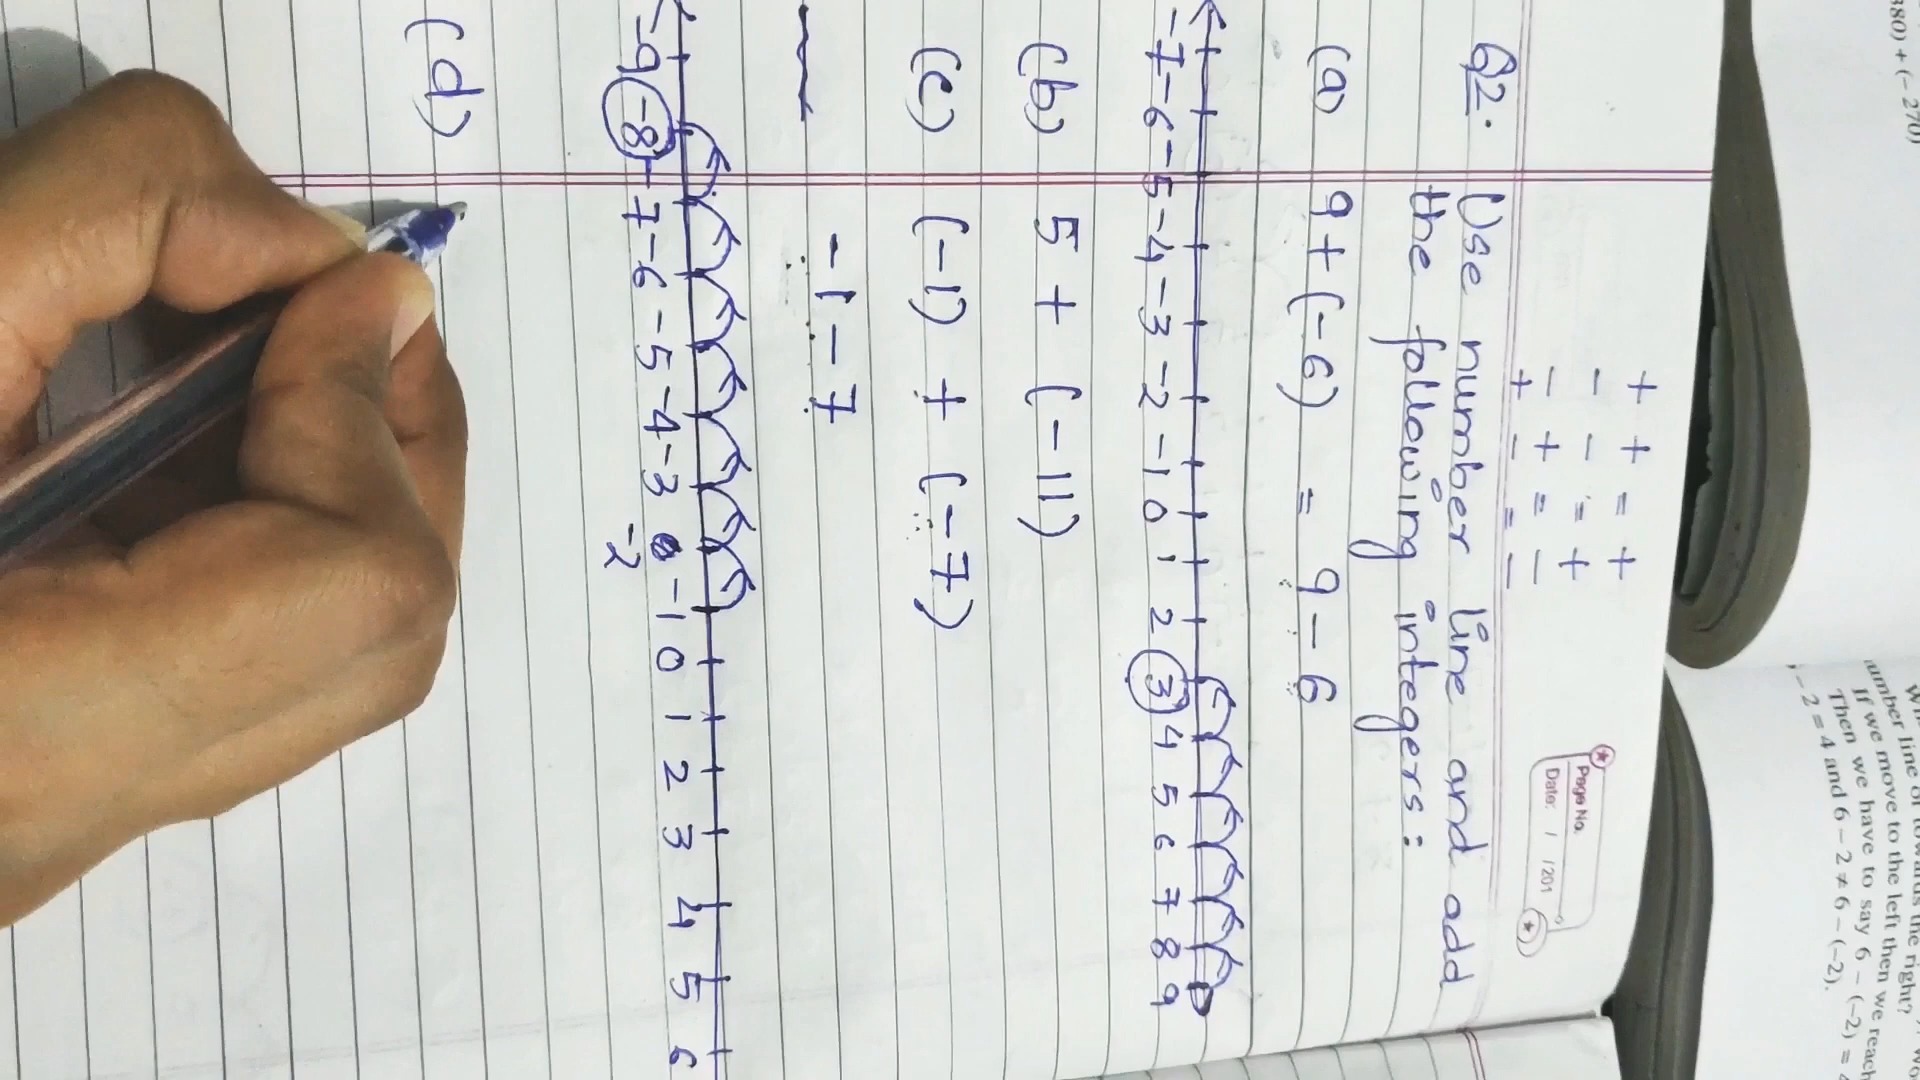 + + = +
- - = +
- + = -
+ - = -
Page No.
Date: / /201
Q2. Use number line and add
the following integers:
(a) 9 + (-6) = 9 - 6
-7 -6 -5 -4 -3 -2 -1 0 1 2 3 4 5 6 7 8 9
(b) 5 + (-11)
(c) (-1) + (-7)
-1 - 7
-9 -8 -7 -6 -5 -4 -3 -1 0 1 2 3 4 5 6
-2
(d)
380) + (-270)
number line or towards the right?
If we move to the left then we reach
Then we have to say 6 - (-2) =
- 2 = 4 and 6 - 2 ≠ 6 - (-2).